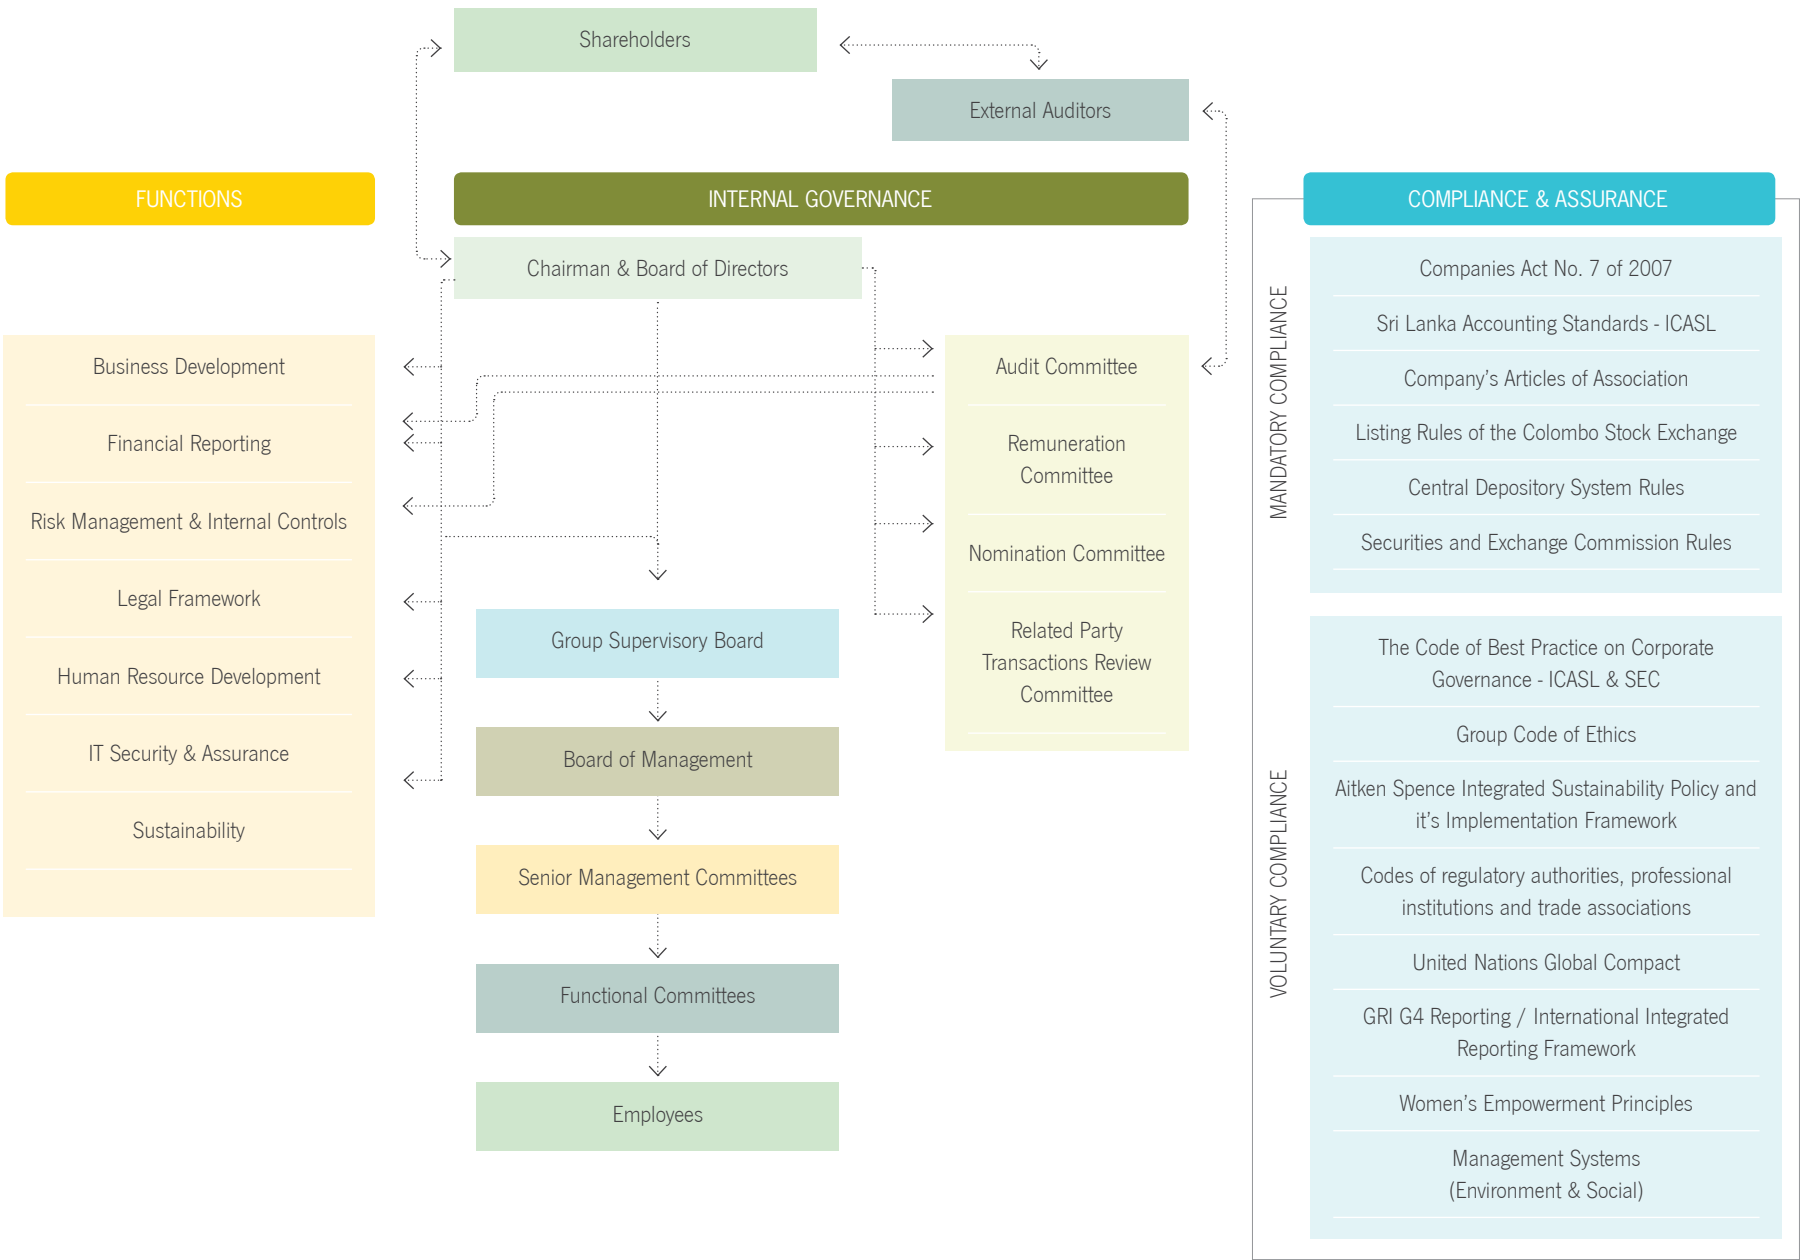 Shareholders
External Auditors
FUNCTIONS
INTERNAL GOVERNANCE
COMPLIANCE & ASSURANCE
Chairman & Board of Directors
Business Development
Financial Reporting
Risk Management & Internal Controls
Legal Framework
Human Resource Development
IT Security & Assurance
Sustainability
Audit Committee
Remuneration
Committee
Nomination Committee
Related Party
Transactions Review
Committee
Group Supervisory Board
Board of Management
Senior Management Committees
Functional Committees
Employees
MANDATORY COMPLIANCE
Companies Act No. 7 of 2007
Sri Lanka Accounting Standards - ICASL
Company’s Articles of Association
Listing Rules of the Colombo Stock Exchange
Central Depository System Rules
Securities and Exchange Commission Rules
VOLUNTARY COMPLIANCE
The Code of Best Practice on Corporate
Governance - ICASL & SEC
Group Code of Ethics
Aitken Spence Integrated Sustainability Policy and
it’s Implementation Framework
Codes of regulatory authorities, professional
institutions and trade associations
United Nations Global Compact
GRI G4 Reporting / International Integrated
Reporting Framework
Women’s Empowerment Principles
Management Systems
(Environment & Social)